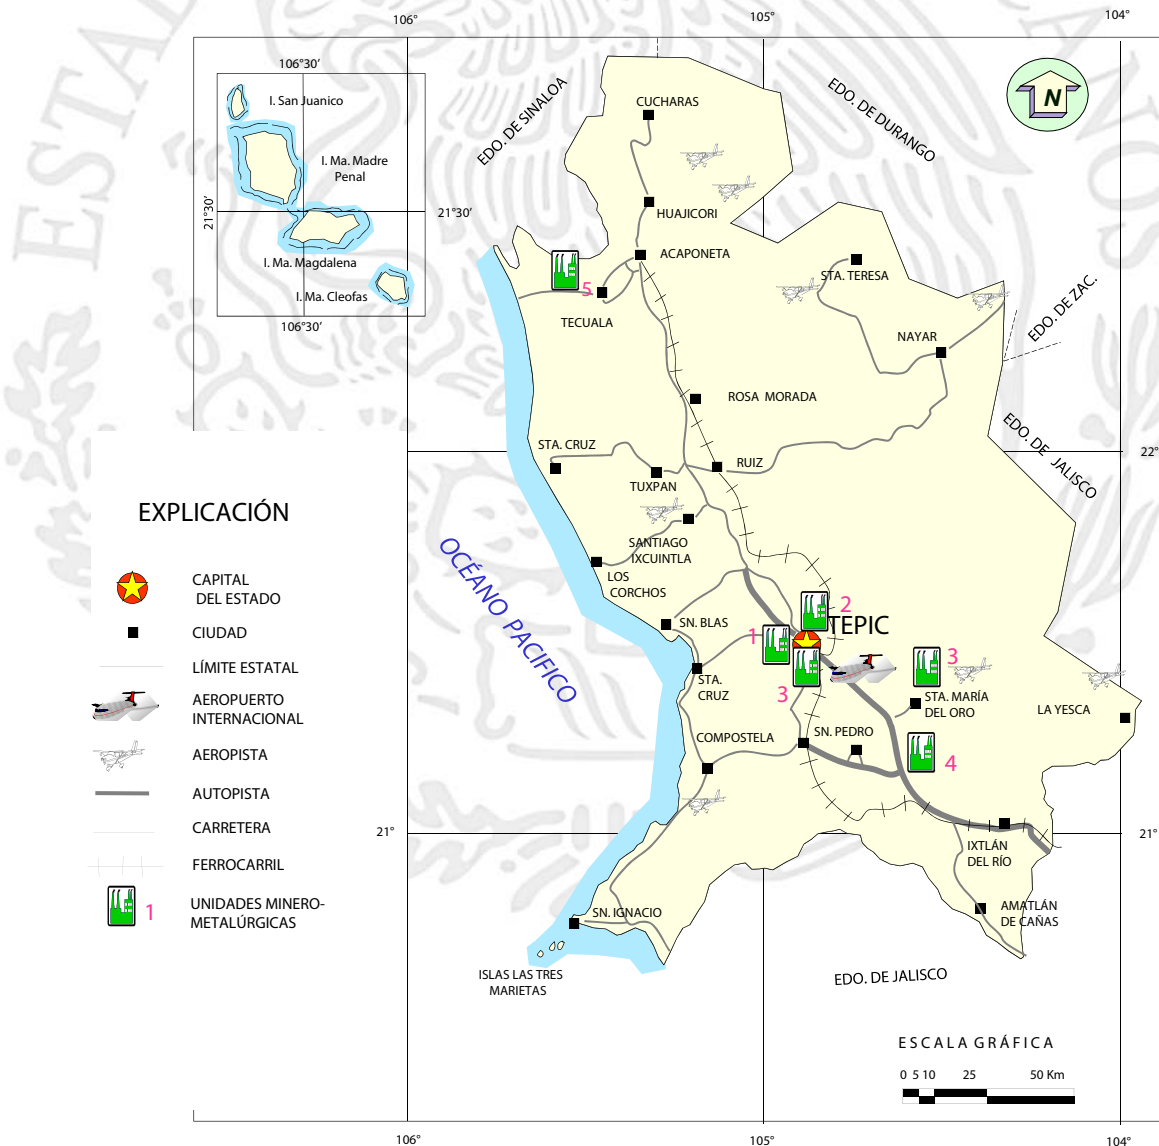 106°
105°
104°
106°30'
I. San Juanico
I. Ma. Madre
Penal
21°30'
21°30'
I. Ma. Magdalena
I. Ma. Cleofas
106°30'
EDO. DE SINALOA
EDO. DE DURANGO
N
CUCHARAS
HUAJICORI
ACAPONETA
STA. TERESA
5
TECUALA
NAYAR
EDO. DE ZAC.
ROSA MORADA
EDO. DE JALISCO
STA. CRUZ
RUIZ
22°
TUXPAN
SANTIAGO
IXCUINTLA
LOS
CORCHOS
OCÉANO PACIFICO
SN. BLAS
2
TEPIC
1
3
3
STA.
CRUZ
STA. MARÍA
DEL ORO
LA YESCA
COMPOSTELA
SN. PEDRO
4
21°
21°
IXTLÁN
DEL RÍO
SN. IGNACIO
AMATLÁN
DE CAÑAS
ISLAS LAS TRES
MARIETAS
EDO. DE JALISCO
EXPLICACIÓN
CAPITAL
DEL ESTADO
CIUDAD
LÍMITE ESTATAL
AEROPUERTO
INTERNACIONAL
AEROPISTA
AUTOPISTA
CARRETERA
FERROCARRIL
1
UNIDADES MINERO-
METALÚRGICAS
ESCALA GRÁFICA
0 5 10 25 50 Km
106°
105°
104°